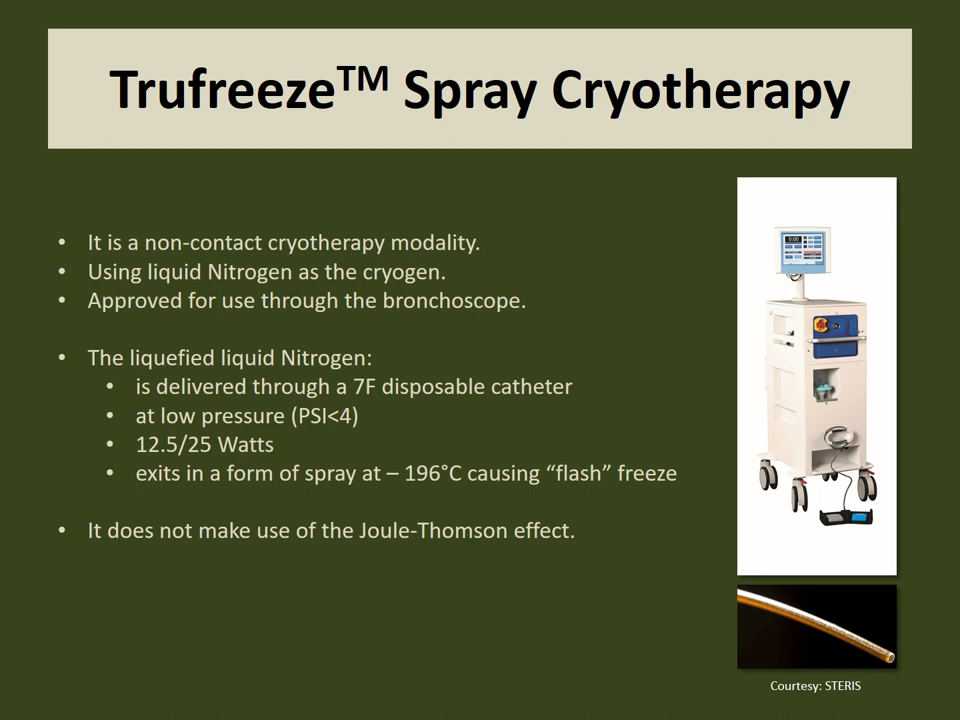 Trufreeze™ Spray Cryotherapy
• It is a non-contact cryotherapy modality.
• Using liquid Nitrogen as the cryogen.
• Approved for use through the bronchoscope.
• The liquefied liquid Nitrogen:
• is delivered through a 7F disposable catheter
• at low pressure (PSI<4)
• 12.5/25 Watts
• exits in a form of spray at – 196°C causing “flash” freeze
• It does not make use of the Joule-Thomson effect.
Courtesy: STERIS